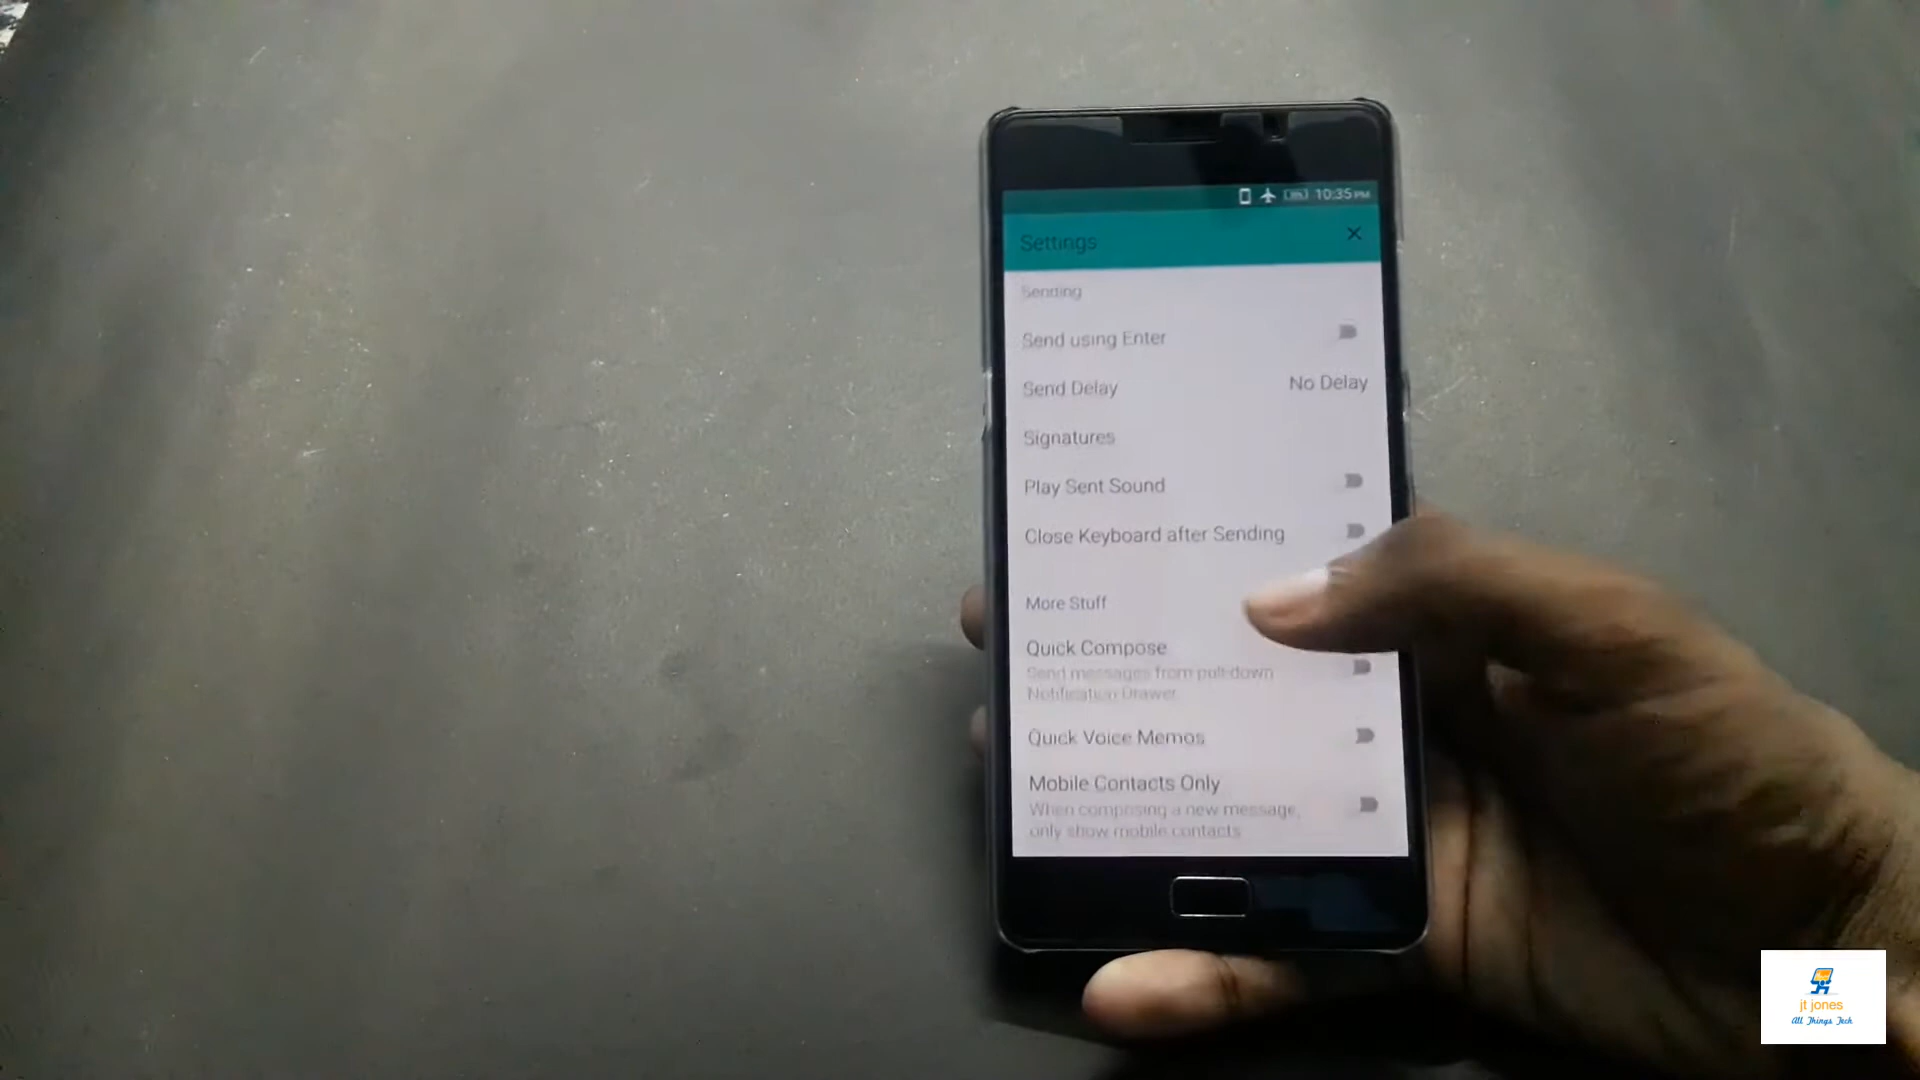 10:35 PM
Settings
Sending
Send using Enter
Send Delay
No Delay
Signatures
Play Sent Sound
Close Keyboard after Sending
More Stuff
Quick Compose
Send messages from pull-down
Notification Drawer
Quick Voice Memos
Mobile Contacts Only
When composing a new message,
only show mobile contacts
jt jones
All Things Tech